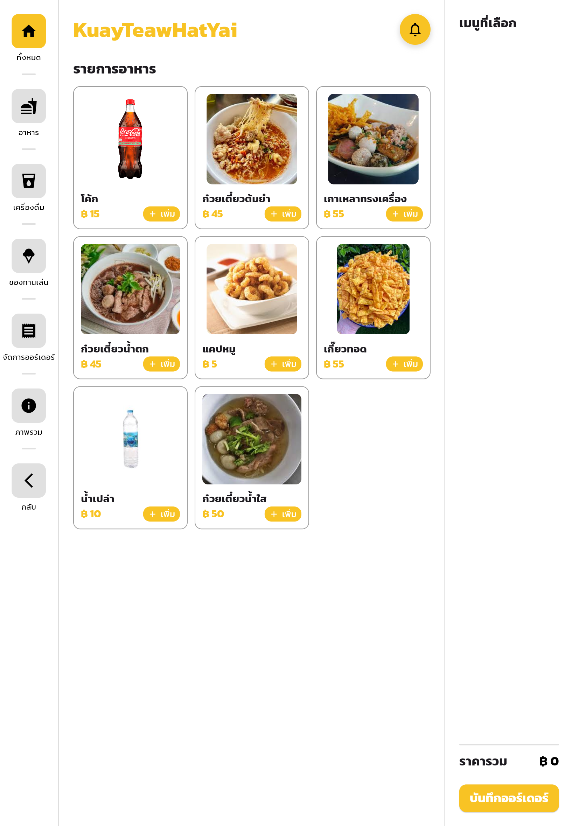 ทั้งหมด
อาหาร
เครื่องดื่ม
ของทานเล่น
จัดการออร์เดอร์
ภาพรวม
กลับ
KuayTeawHatYai
รายการอาหาร
โค้ก
฿ 15
+ เพิ่ม
ก๋วยเตี๋ยวต้มยำ
฿ 45
+ เพิ่ม
เกาเหลาทรงเครื่อง
฿ 55
+ เพิ่ม
ก๋วยเตี๋ยวน้ำตก
฿ 45
+ เพิ่ม
แคปหมู
฿ 5
+ เพิ่ม
เกี๊ยวทอด
฿ 55
+ เพิ่ม
น้ำเปล่า
฿ 10
+ เพิ่ม
ก๋วยเตี๋ยวน้ำใส
฿ 50
+ เพิ่ม
เมนูที่เลือก
ราคารวม ฿ 0
บันทึกออร์เดอร์